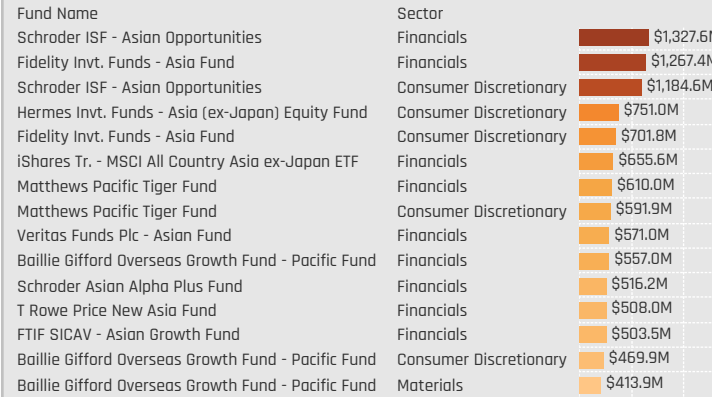 Fund Name Sector
Schroder ISF - Asian Opportunities Financials $1,327.6M
Fidelity Invt. Funds - Asia Fund Financials $1,267.4M
Schroder ISF - Asian Opportunities Consumer Discretionary $1,184.6M
Hermes Invt. Funds - Asia (ex-Japan) Equity Fund Consumer Discretionary $751.0M
Fidelity Invt. Funds - Asia Fund Consumer Discretionary $701.8M
iShares Tr. - MSCI All Country Asia ex-Japan ETF Financials $655.6M
Matthews Pacific Tiger Fund Financials $610.0M
Matthews Pacific Tiger Fund Consumer Discretionary $591.9M
Veritas Funds Plc - Asian Fund Financials $571.0M
Baillie Gifford Overseas Growth Fund - Pacific Fund Financials $557.0M
Schroder Asian Alpha Plus Fund Financials $516.2M
T Rowe Price New Asia Fund Financials $508.0M
FTIF SICAV - Asian Growth Fund Financials $503.5M
Baillie Gifford Overseas Growth Fund - Pacific Fund Consumer Discretionary $469.9M
Baillie Gifford Overseas Growth Fund - Pacific Fund Materials $413.9M